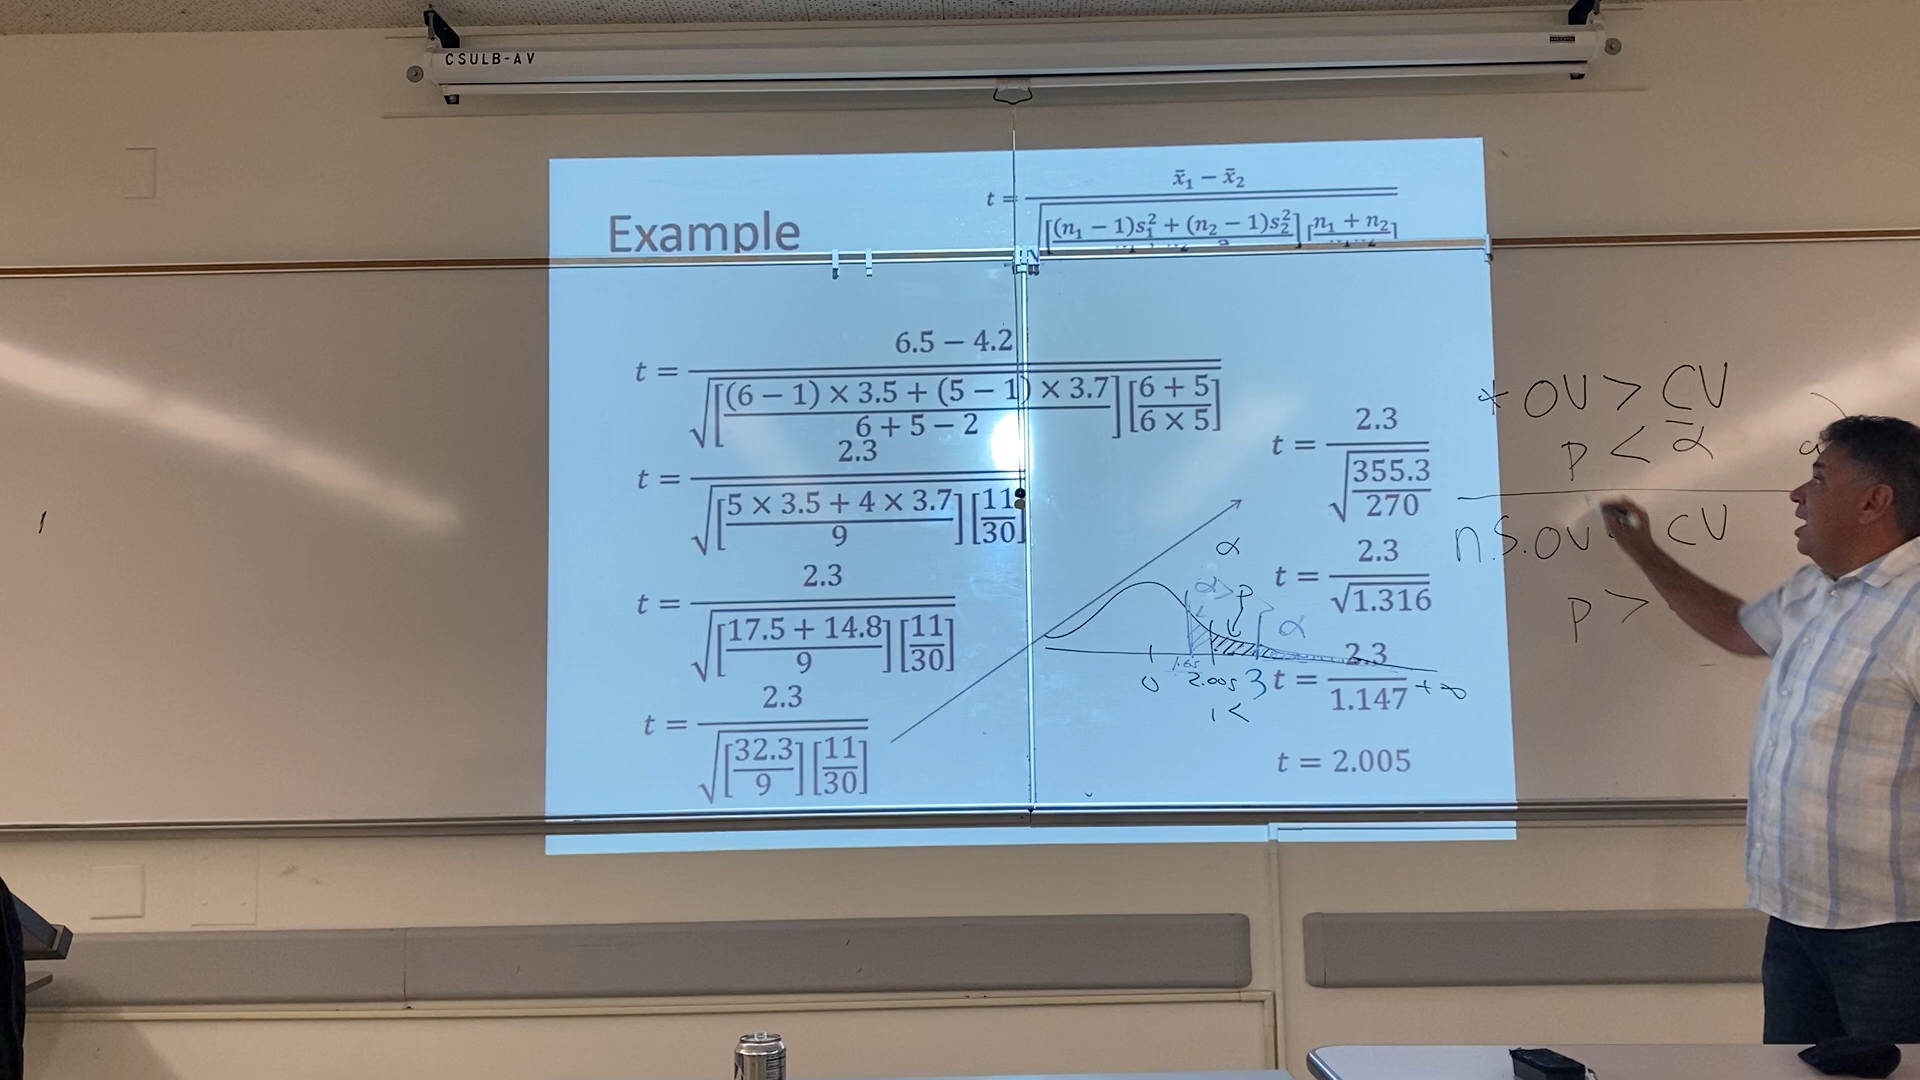 CSULB-AV
Example
t = x̄₁ − x̄₂ / √[(n₁ − 1)s₁² + (n₂ − 1)s₂²] [n₁ + n₂]
t = 6.5 − 4.2 / √[(6 − 1) × 3.5 + (5 − 1) × 3.7 / 6 + 5 − 2] [6 + 5 / 6 × 5]
t = 2.3 / √[5 × 3.5 + 4 × 3.7 / 9] [11 / 30]
t = 2.3 / √[17.5 + 14.8 / 9] [11 / 30]
t = 2.3 / √[32.3 / 9] [11 / 30]
t = 2.3 / √355.3 / 270
t = 2.3 / √1.316
t = 2.3 / 1.147
t = 2.005
α
α > p
α
1.65
0 2.005 3 +∞
1 <
* OV > CV
p < α
n.s. OV CV
p >